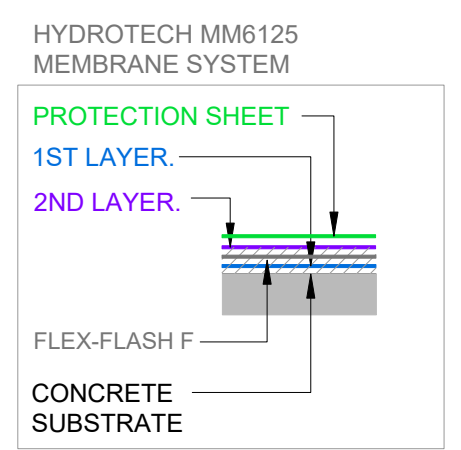 HYDROTECH MM6125
MEMBRANE SYSTEM
PROTECTION SHEET
1ST LAYER.
2ND LAYER.
FLEX-FLASH F
CONCRETE
SUBSTRATE